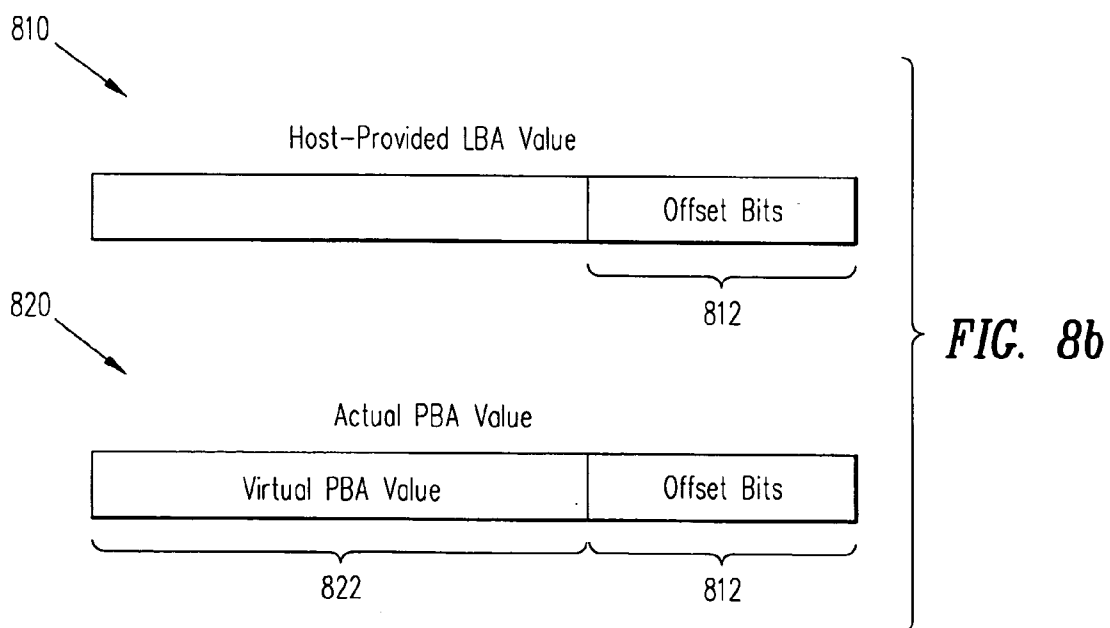 810
Host-Provided LBA Value
Offset Bits
812
820
Actual PBA Value
Virtual PBA Value Offset Bits
822 812
FIG. 8b